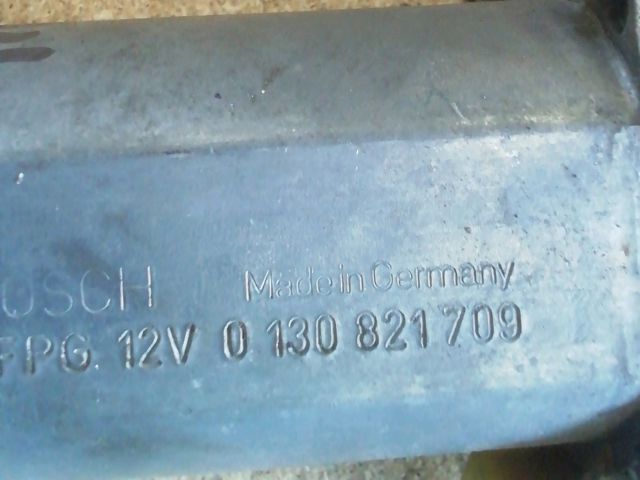 OSCH Made in Germany
FPG. 12V 0 130 821 709